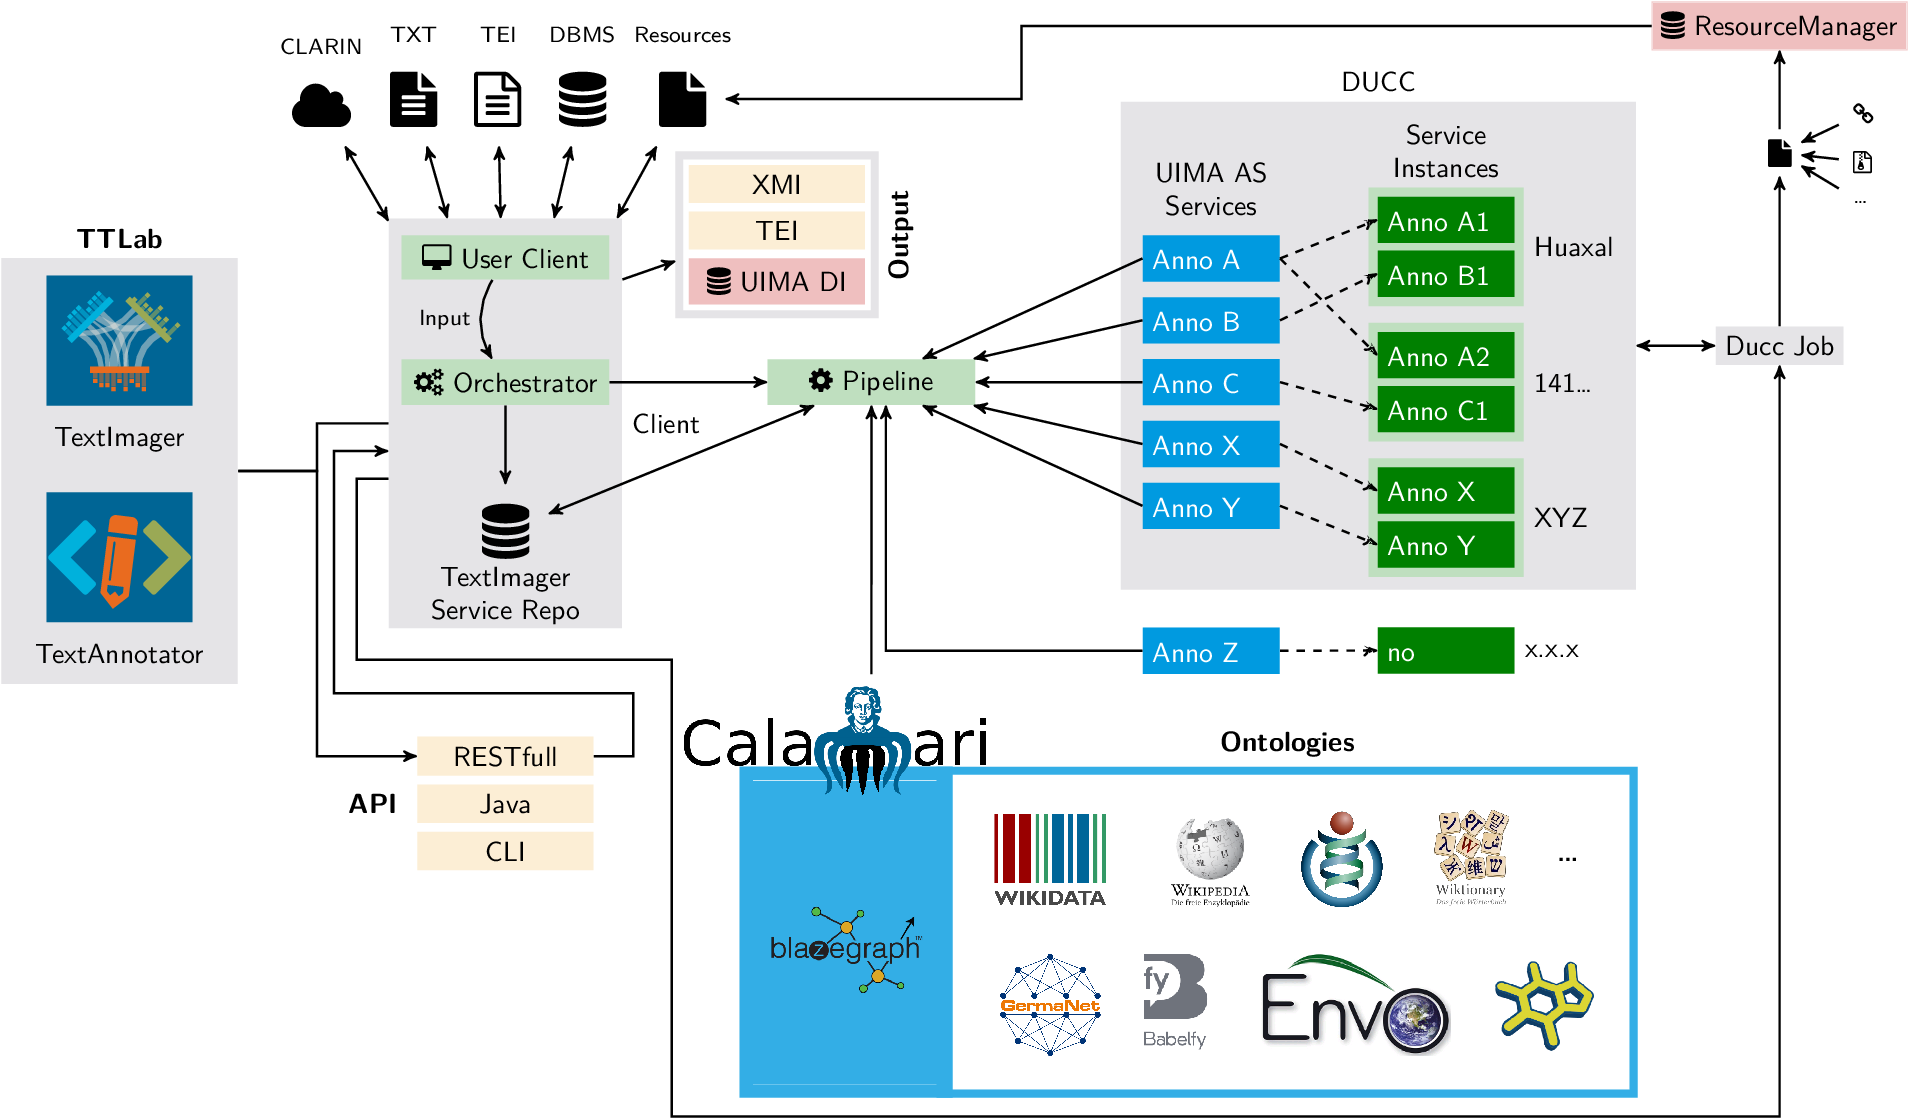 CLARIN
TXT
TEI
DBMS
Resources
ResourceManager
...
TTLab
TextImager
TextAnnotator
User Client
Input
Orchestrator
Client
TextImager
Service Repo
XMI
TEI
UIMA DI
Output
Pipeline
DUCC
UIMA AS
Services
Service
Instances
Anno A
Anno B
Anno C
Anno X
Anno Y
Anno A1
Anno B1
Huaxal
Anno A2
Anno C1
141...
Anno X
Anno Y
XYZ
Ducc Job
Anno Z
no
x.x.x
API
RESTfull
Java
CLI
Calamari
blazegraph™
Ontologies
WIKIDATA
WIKIPEDIA
Die freie Enzyklopädie
Wiktionary
Das freie Wörterbuch
...
GermaNet
fy B
Babelfy
Envo